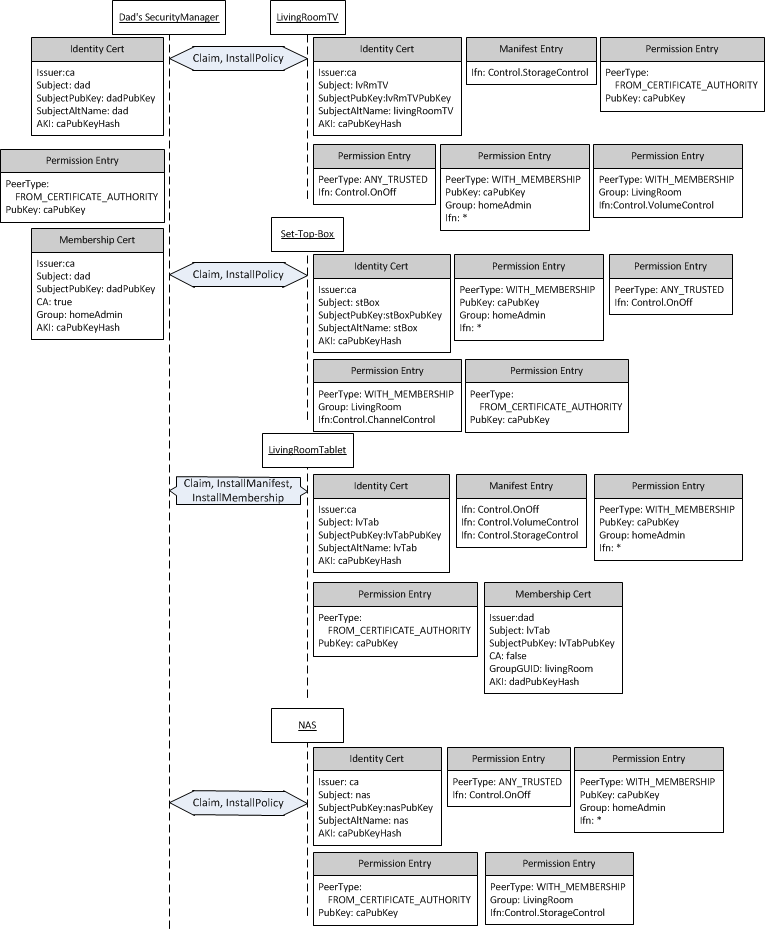 Dad's SecurityManager
LivingRoomTV
Identity Cert
Issuer:ca
Subject: dad
SubjectPubKey: dadPubKey
SubjectAltName: dad
AKI: caPubKeyHash
Claim, InstallPolicy
Identity Cert
Issuer:ca
Subject: lvRmTV
SubjectPubKey:lvRmTVPubKey
SubjectAltName: livingRoomTV
AKI: caPubKeyHash
Manifest Entry
Ifn: Control.StorageControl
Permission Entry
PeerType:
FROM_CERTIFICATE_AUTHORITY
PubKey: caPubKey
Permission Entry
PeerType:
FROM_CERTIFICATE_AUTHORITY
PubKey: caPubKey
Permission Entry
PeerType: ANY_TRUSTED
Ifn: Control.OnOff
Permission Entry
PeerType: WITH_MEMBERSHIP
PubKey: caPubKey
Group: homeAdmin
Ifn: *
Permission Entry
PeerType: WITH_MEMBERSHIP
Group: LivingRoom
Ifn:Control.VolumeControl
Membership Cert
Issuer:ca
Subject: dad
SubjectPubKey: dadPubKey
CA: true
Group: homeAdmin
AKI: caPubKeyHash
Set-Top-Box
Claim, InstallPolicy
Identity Cert
Issuer:ca
Subject: stBox
SubjectPubKey:stBoxPubKey
SubjectAltName: stBox
AKI: caPubKeyHash
Permission Entry
PeerType: WITH_MEMBERSHIP
PubKey: caPubKey
Group: homeAdmin
Ifn: *
Permission Entry
PeerType: ANY_TRUSTED
Ifn: Control.OnOff
Permission Entry
PeerType: WITH_MEMBERSHIP
Group: LivingRoom
Ifn:Control.ChannelControl
Permission Entry
PeerType:
FROM_CERTIFICATE_AUTHORITY
PubKey: caPubKey
LivingRoomTablet
Claim, InstallManifest,
InstallMembership
Identity Cert
Issuer:ca
Subject: lvTab
SubjectPubKey:lvTabPubKey
SubjectAltName: lvTab
AKI: caPubKeyHash
Manifest Entry
Ifn: Control.OnOff
Ifn: Control.VolumeControl
Ifn: Control.StorageControl
Permission Entry
PeerType: WITH_MEMBERSHIP
PubKey: caPubKey
Group: homeAdmin
Ifn: *
Permission Entry
PeerType:
FROM_CERTIFICATE_AUTHORITY
PubKey: caPubKey
Membership Cert
Issuer:dad
Subject: lvTab
SubjectPubKey: lvTabPubKey
CA: false
GroupGUID: livingRoom
AKI: dadPubKeyHash
NAS
Claim, InstallPolicy
Identity Cert
Issuer: ca
Subject: nas
SubjectPubKey:nasPubKey
SubjectAltName: nas
AKI: caPubKeyHash
Permission Entry
PeerType: ANY_TRUSTED
Ifn: Control.OnOff
Permission Entry
PeerType: WITH_MEMBERSHIP
PubKey: caPubKey
Group: homeAdmin
Ifn: *
Permission Entry
PeerType:
FROM_CERTIFICATE_AUTHORITY
PubKey: caPubKey
Permission Entry
PeerType: WITH_MEMBERSHIP
Group: LivingRoom
Ifn:Control.StorageControl